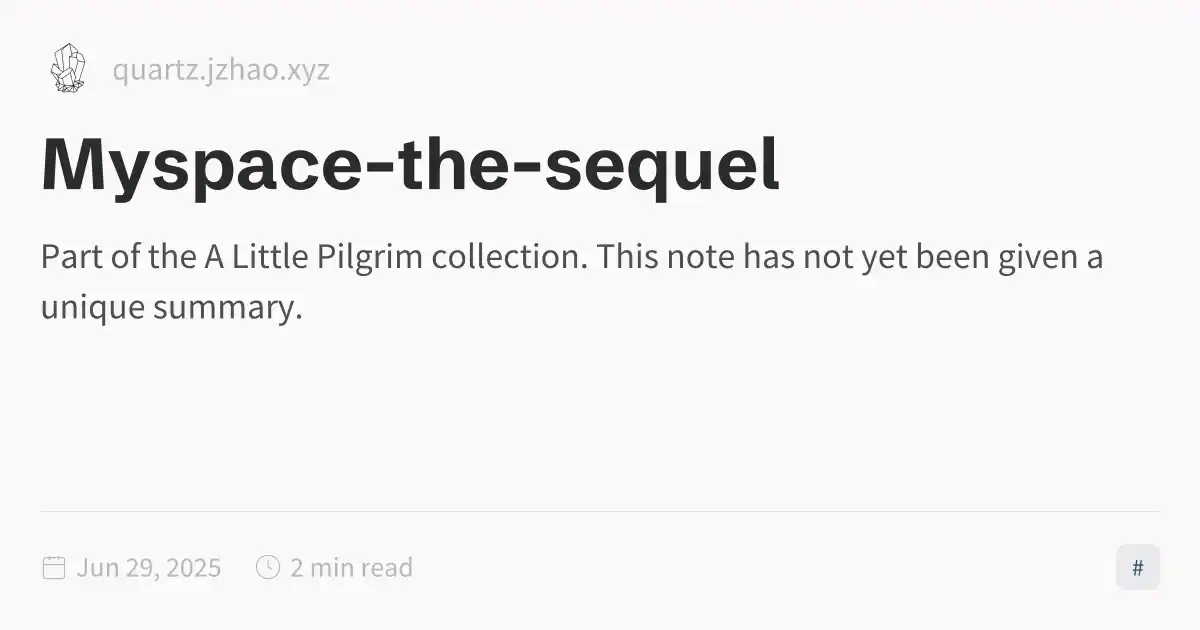 quartz.jzhao.xyz
Myspace-the-sequel
Part of the A Little Pilgrim collection. This note has not yet been given a
unique summary.
Jun 29, 2025 2 min read
#